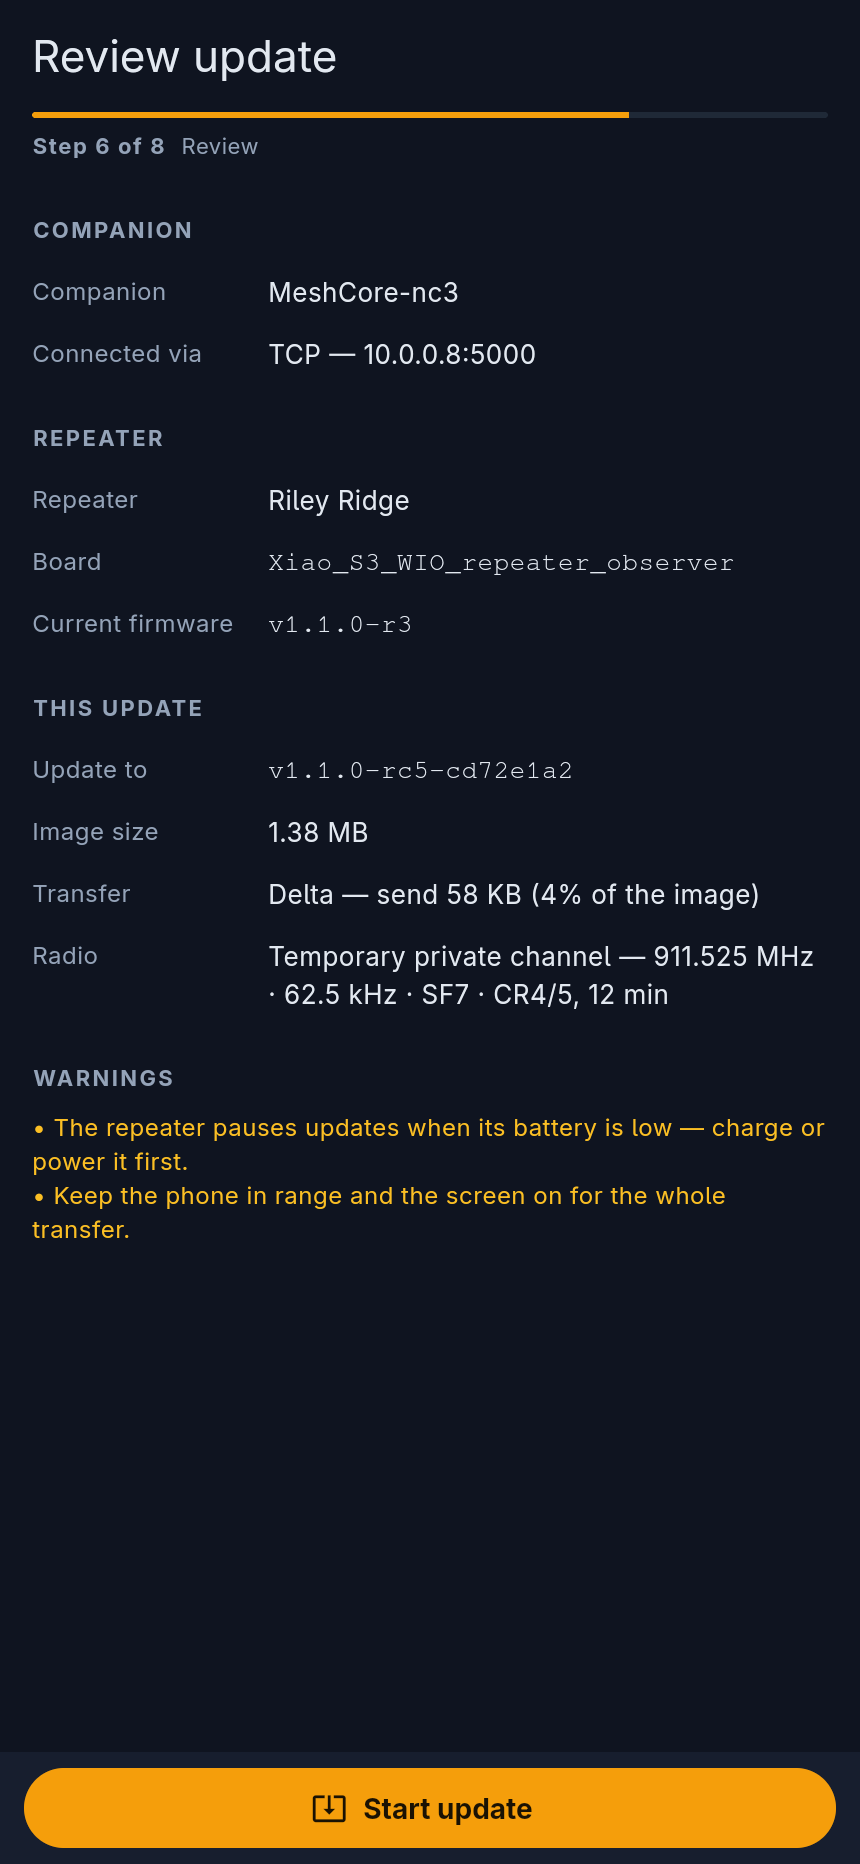 Review update
Step 6 of 8 Review
COMPANION
Companion MeshCore-nc3
Connected via TCP — 10.0.0.8:5000
REPEATER
Repeater Riley Ridge
Board Xiao_S3_WIO_repeater_observer
Current firmware v1.1.0-r3
THIS UPDATE
Update to v1.1.0-rc5-cd72e1a2
Image size 1.38 MB
Transfer Delta — send 58 KB (4% of the image)
Radio Temporary private channel — 911.525 MHz
· 62.5 kHz · SF7 · CR4/5, 12 min
WARNINGS
• The repeater pauses updates when its battery is low — charge or
power it first.
• Keep the phone in range and the screen on for the whole
transfer.
Start update